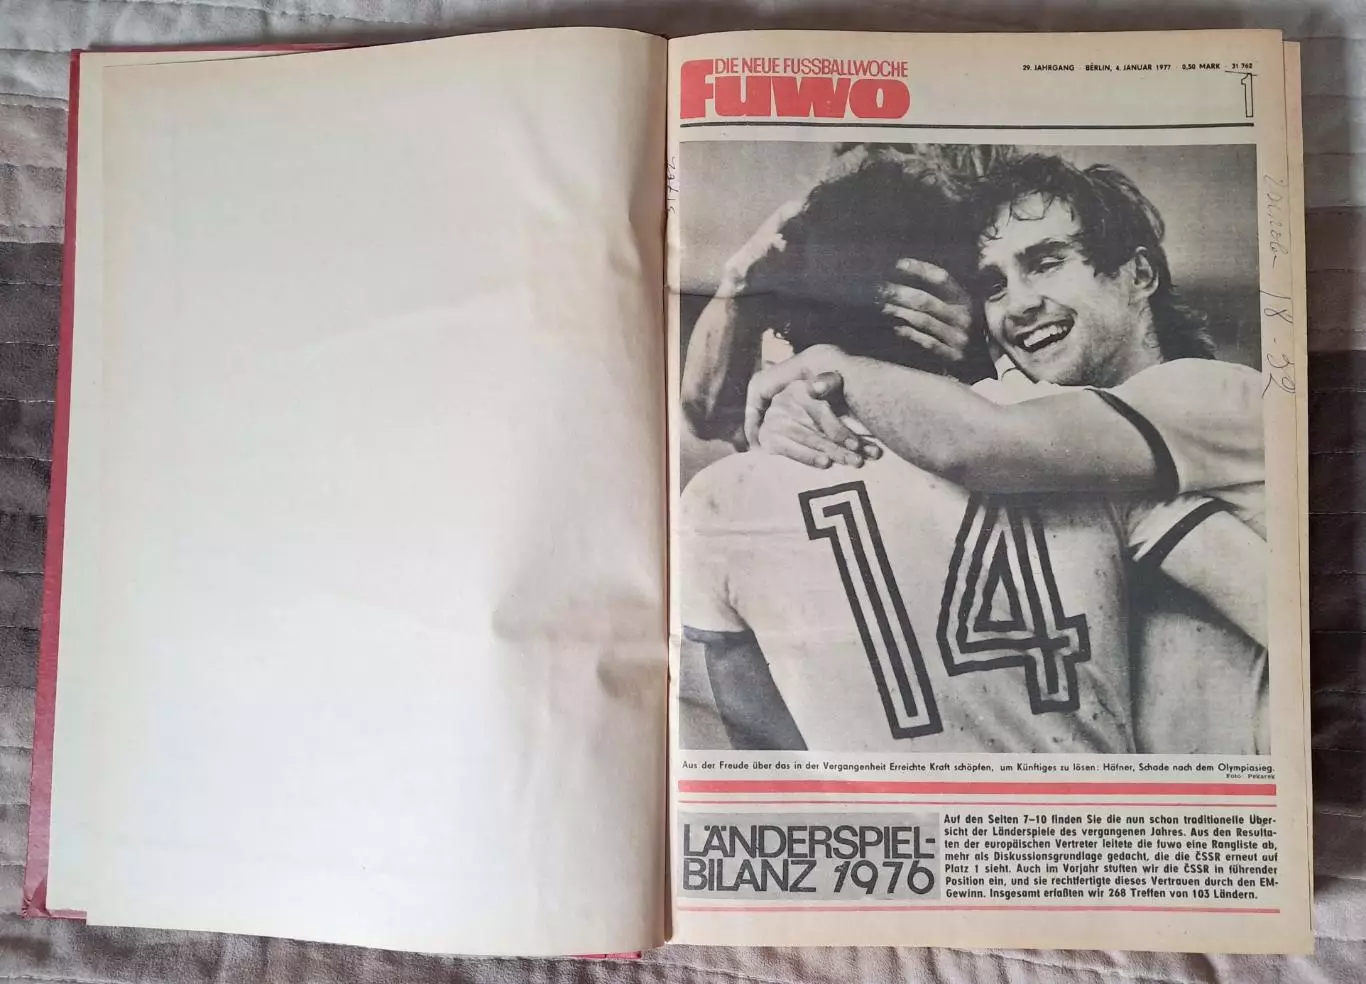 DIE NEUE FUSSBALLWOCHE
fuwo
29. JAHRGANG · BERLIN, 4. JANUAR 1977 · 0,50 MARK · 31 762
1
14
Aus der Freude über das in der Vergangenheit Erreichte Kraft schöpfen, um Künftiges zu lösen: Häfner, Schade nach dem Olympiasieg.
Foto: Pekarek
LÄNDERSPIEL-
BILANZ 1976
Auf den Seiten 7–10 finden Sie die nun schon traditionelle Über-
sicht der Länderspiele des vergangenen Jahres. Aus den Resulta-
ten der europäischen Vertreter leitete die fuwo eine Rangliste ab,
mehr als Diskussionsgrundlage gedacht, die die ČSSR erneut auf
Platz 1 sieht. Auch im Vorjahr stuften wir die ČSSR in führender
Position ein, und sie rechtfertigte dieses Vertrauen durch den EM-
Gewinn. Insgesamt erfaßten wir 268 Treffen von 103 Ländern.
31762
18-92